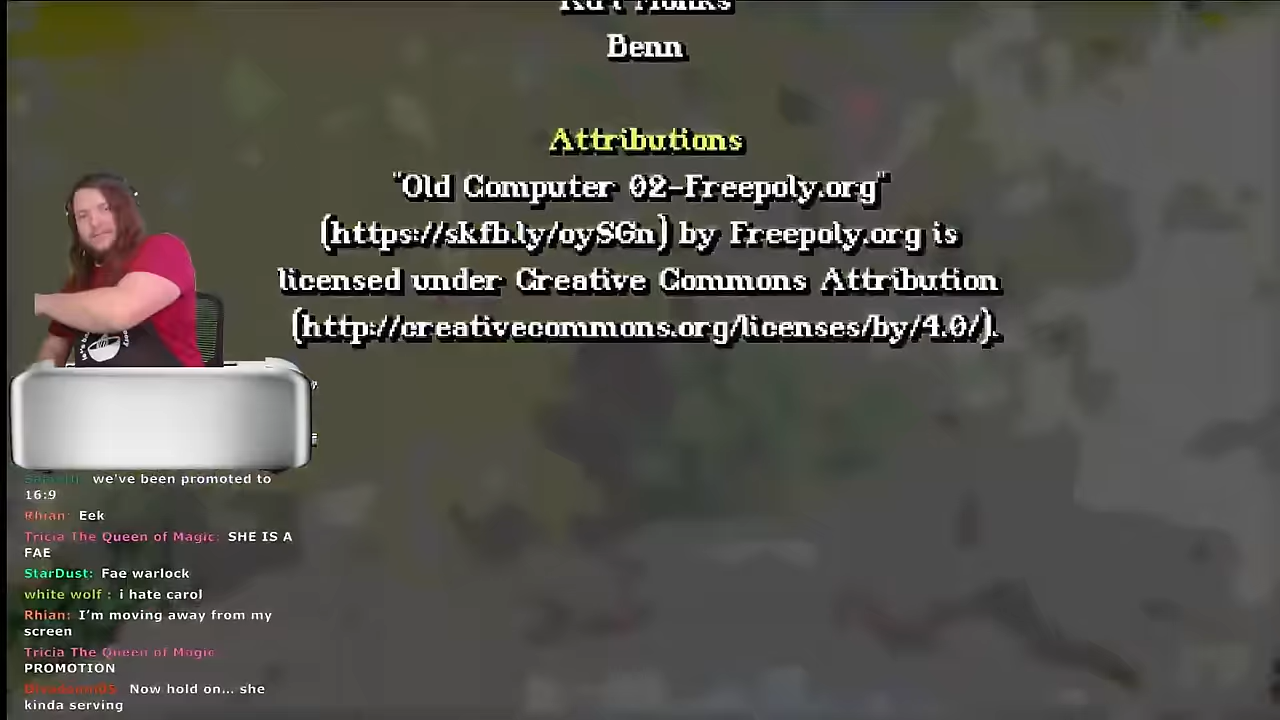 Benn
Attributions
"Old Computer 02-Freepoly.org"
(https://skfb.ly/oySGn) by Freepoly.org is
licensed under Creative Commons Attribution
(http://creativecommons.org/licenses/by/4.0/).
we've been promoted to
16:9
Rhian: Eek
Tricia The Queen of Magic: SHE IS A
FAE
StarDust: Fae warlock
white wolf : i hate carol
Rhian: I'm moving away from my
screen
Tricia The Queen of Magic:
PROMOTION
Now hold on... she
kinda serving